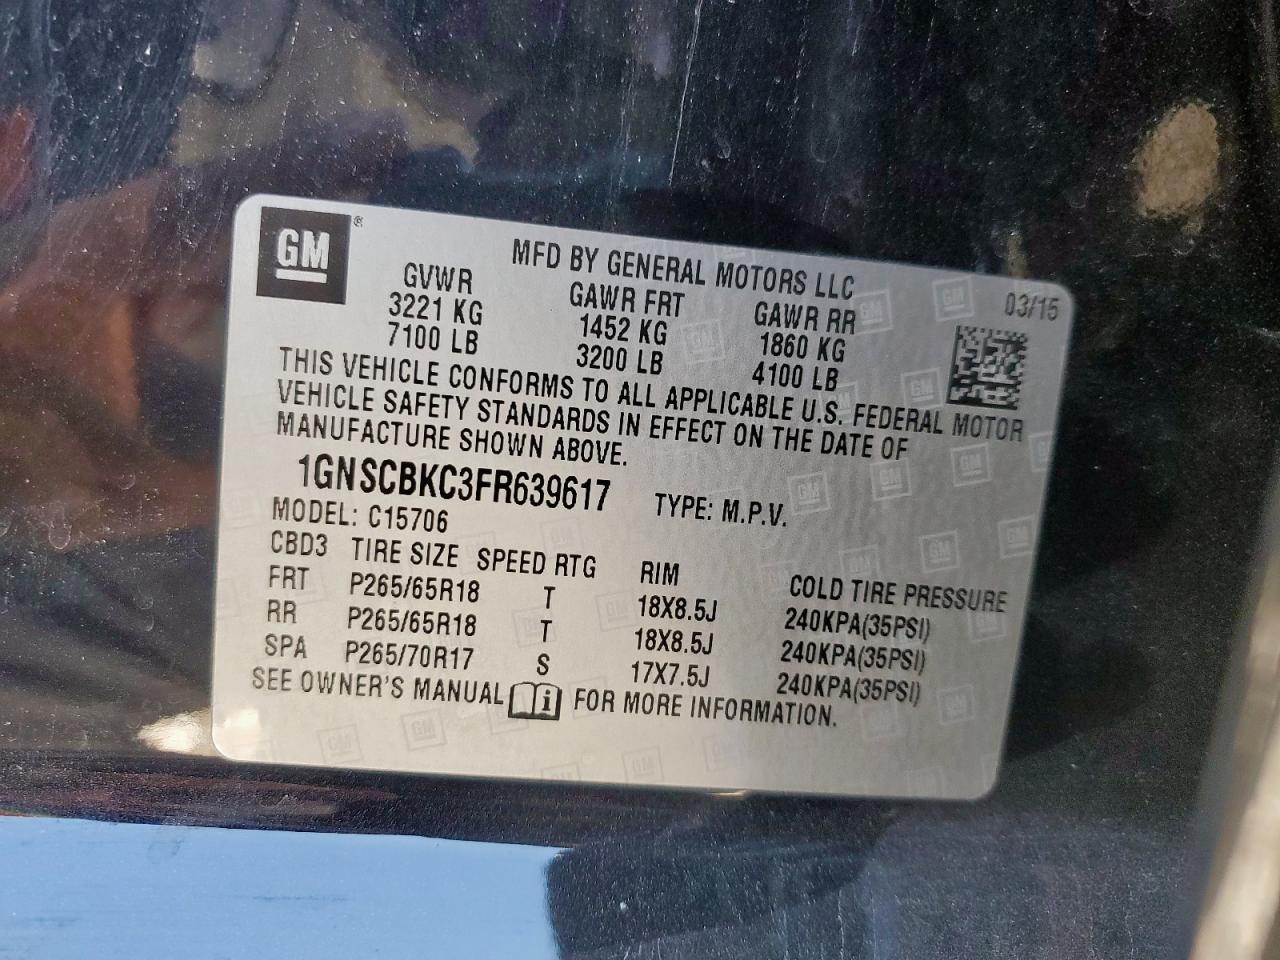 GM ®
MFD BY GENERAL MOTORS LLC
03/15
GVWR GAWR FRT GAWR RR
3221 KG 1452 KG 1860 KG
7100 LB 3200 LB 4100 LB
THIS VEHICLE CONFORMS TO ALL APPLICABLE U.S. FEDERAL MOTOR
VEHICLE SAFETY STANDARDS IN EFFECT ON THE DATE OF
MANUFACTURE SHOWN ABOVE.
1GNSCBKC3FR639617 TYPE: M.P.V.
MODEL: C15706
CBD3 TIRE SIZE SPEED RTG RIM COLD TIRE PRESSURE
FRT P265/65R18 T 18X8.5J 240KPA(35PSI)
RR P265/65R18 T 18X8.5J 240KPA(35PSI)
SPA P265/70R17 S 17X7.5J 240KPA(35PSI)
SEE OWNER'S MANUAL i FOR MORE INFORMATION.